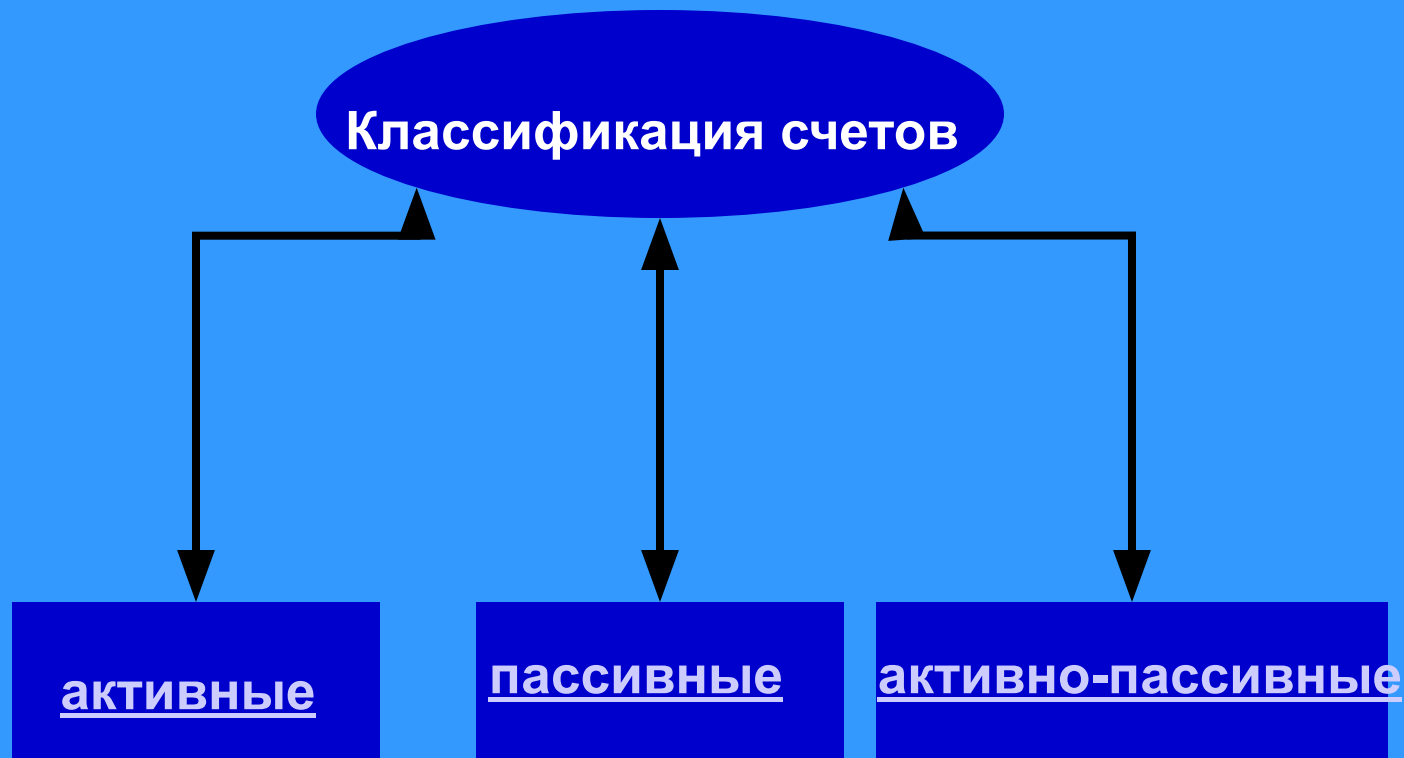 Классификация счетов
активные
пассивные
активно-пассивные